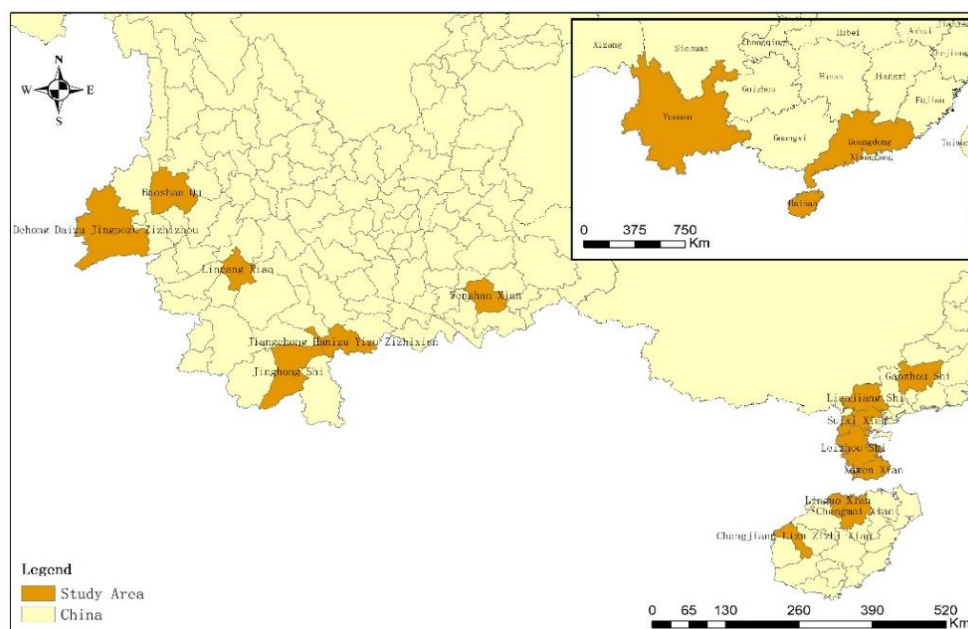 N
W E
S
Baoshan Qu
Dehong Daizu Jingpozu Zizhizhou
Lincang Xian
Wenshan Xian
Jiangcheng Hanizu Yizu Zizhixian
Jinghong Shi
Xizang
Sichuan
Chongqing
Hubei
Anhui
Zhejiang
Guizhou
Hunan
Jiangxi
Fujian
Yunnan
Guangxi
Guangdong
Taiwan
Hainan
0 375 750
Km
Gaozhou Shi
Lianjiang Shi
Suixi Xian
Leizhou Shi
Xuwen Xian
Lingao Xian
Chengmai Xian
Changjiang Lizu Zizhi Xian
Legend
Study Area
China
0 65 130 260 390 520
Km